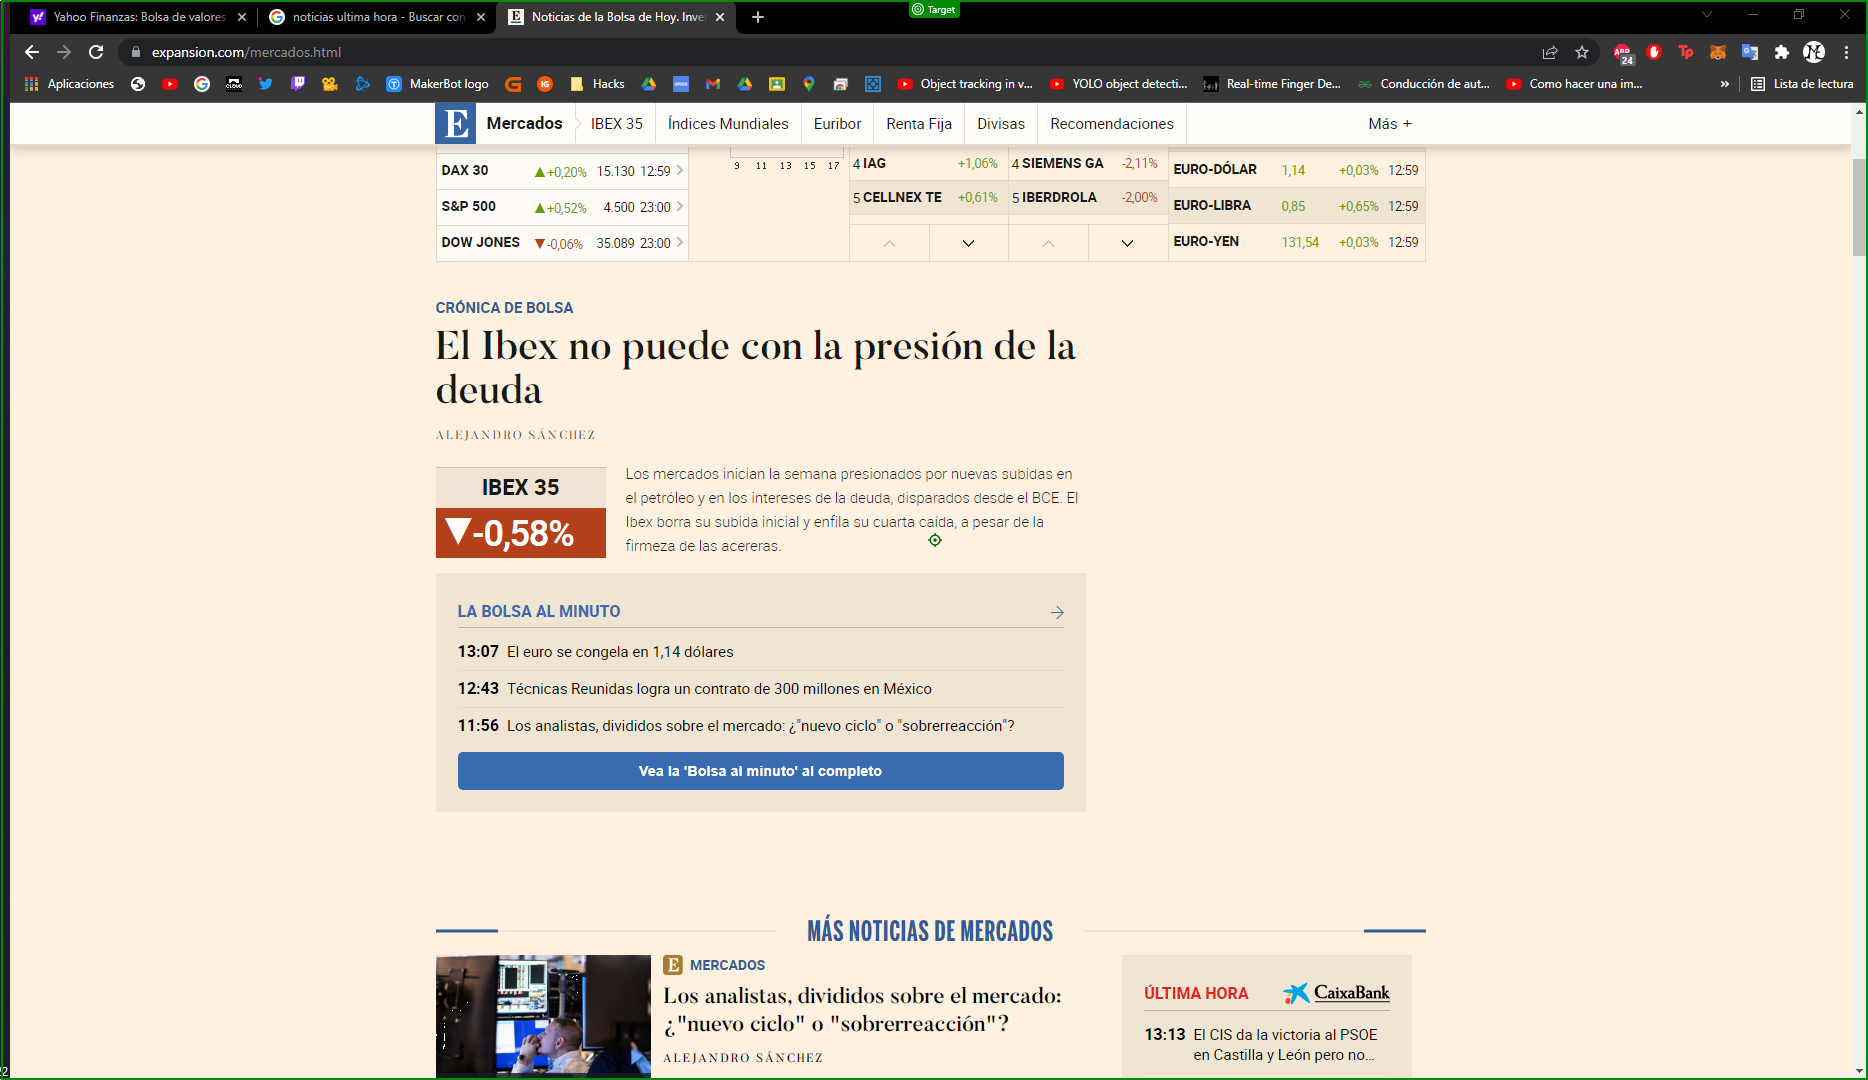 Target
Yahoo Finanzas: Bolsa de valores
noticias ultima hora - Buscar con
Noticias de la Bolsa de Hoy. Inver
expansion.com/mercados.html
24
Aplicaciones
MakerBot logo
Hacks
Object tracking in v...
YOLO object detecti...
Real-time Finger De...
Conducción de aut...
Como hacer una im...
»
Lista de lectura
E Mercados
IBEX 35
Índices Mundiales
Euribor
Renta Fija
Divisas
Recomendaciones
Más +
DAX 30 ▲+0,20% 15.130 12:59
S&P 500 ▲+0,52% 4.500 23:00
DOW JONES ▼-0,06% 35.089 23:00
9 11 13 15 17
4 IAG +1,06%
5 CELLNEX TE +0,61%
4 SIEMENS GA -2,11%
5 IBERDROLA -2,00%
EURO-DÓLAR 1,14 +0,03% 12:59
EURO-LIBRA 0,85 +0,65% 12:59
EURO-YEN 131,54 +0,03% 12:59
CRÓNICA DE BOLSA
El Ibex no puede con la presión de la
deuda
ALEJANDRO SÁNCHEZ
IBEX 35
▼-0,58%
Los mercados inician la semana presionados por nuevas subidas en
el petróleo y en los intereses de la deuda, disparados desde el BCE. El
Ibex borra su subida inicial y enfila su cuarta caída, a pesar de la
firmeza de las acereras.
LA BOLSA AL MINUTO
13:07 El euro se congela en 1,14 dólares
12:43 Técnicas Reunidas logra un contrato de 300 millones en México
11:56 Los analistas, divididos sobre el mercado: ¿"nuevo ciclo" o "sobrerreacción"?
Vea la 'Bolsa al minuto' al completo
MÁS NOTICIAS DE MERCADOS
E MERCADOS
Los analistas, divididos sobre el mercado:
¿"nuevo ciclo" o "sobrerreacción"?
ALEJANDRO SÁNCHEZ
ÚLTIMA HORA
CaixaBank
13:13 El CIS da la victoria al PSOE
en Castilla y León pero no...